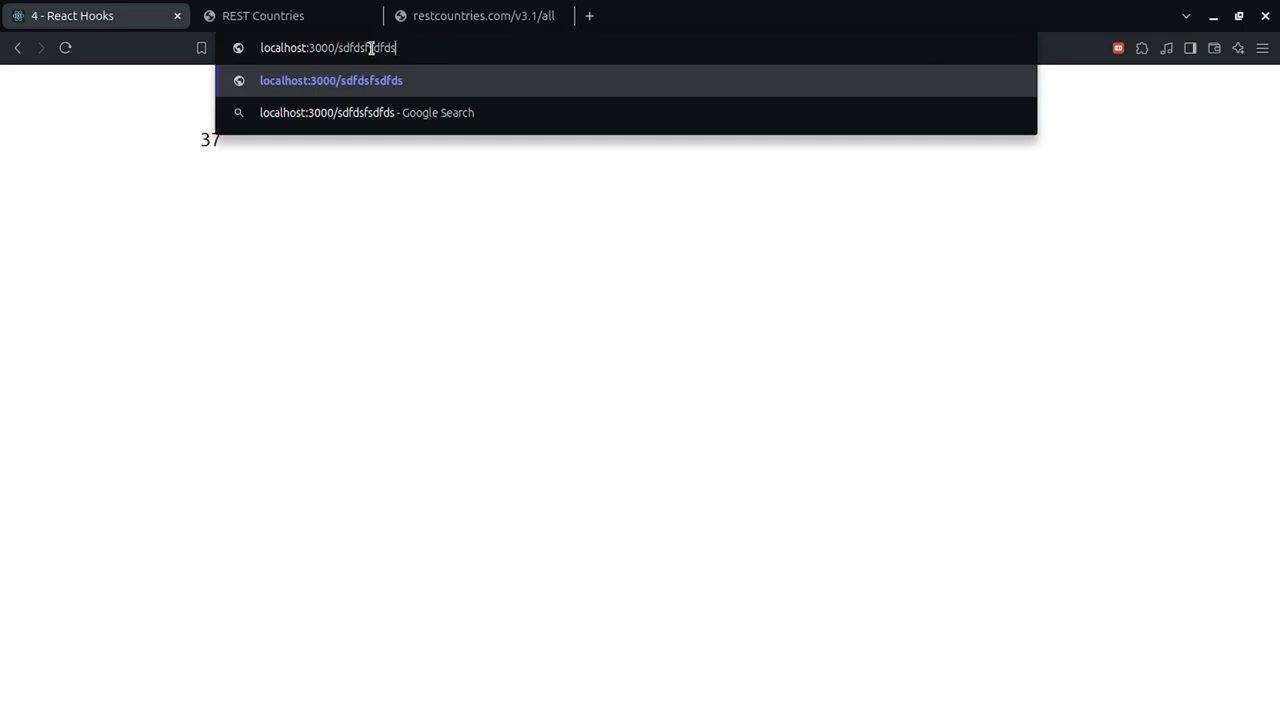 4 - React Hooks
REST Countries
restcountries.com/v3.1/all
localhost:3000/sdfdsfsdfds
localhost:3000/sdfdsfsdfds
localhost:3000/sdfdsfsdfds - Google Search
37